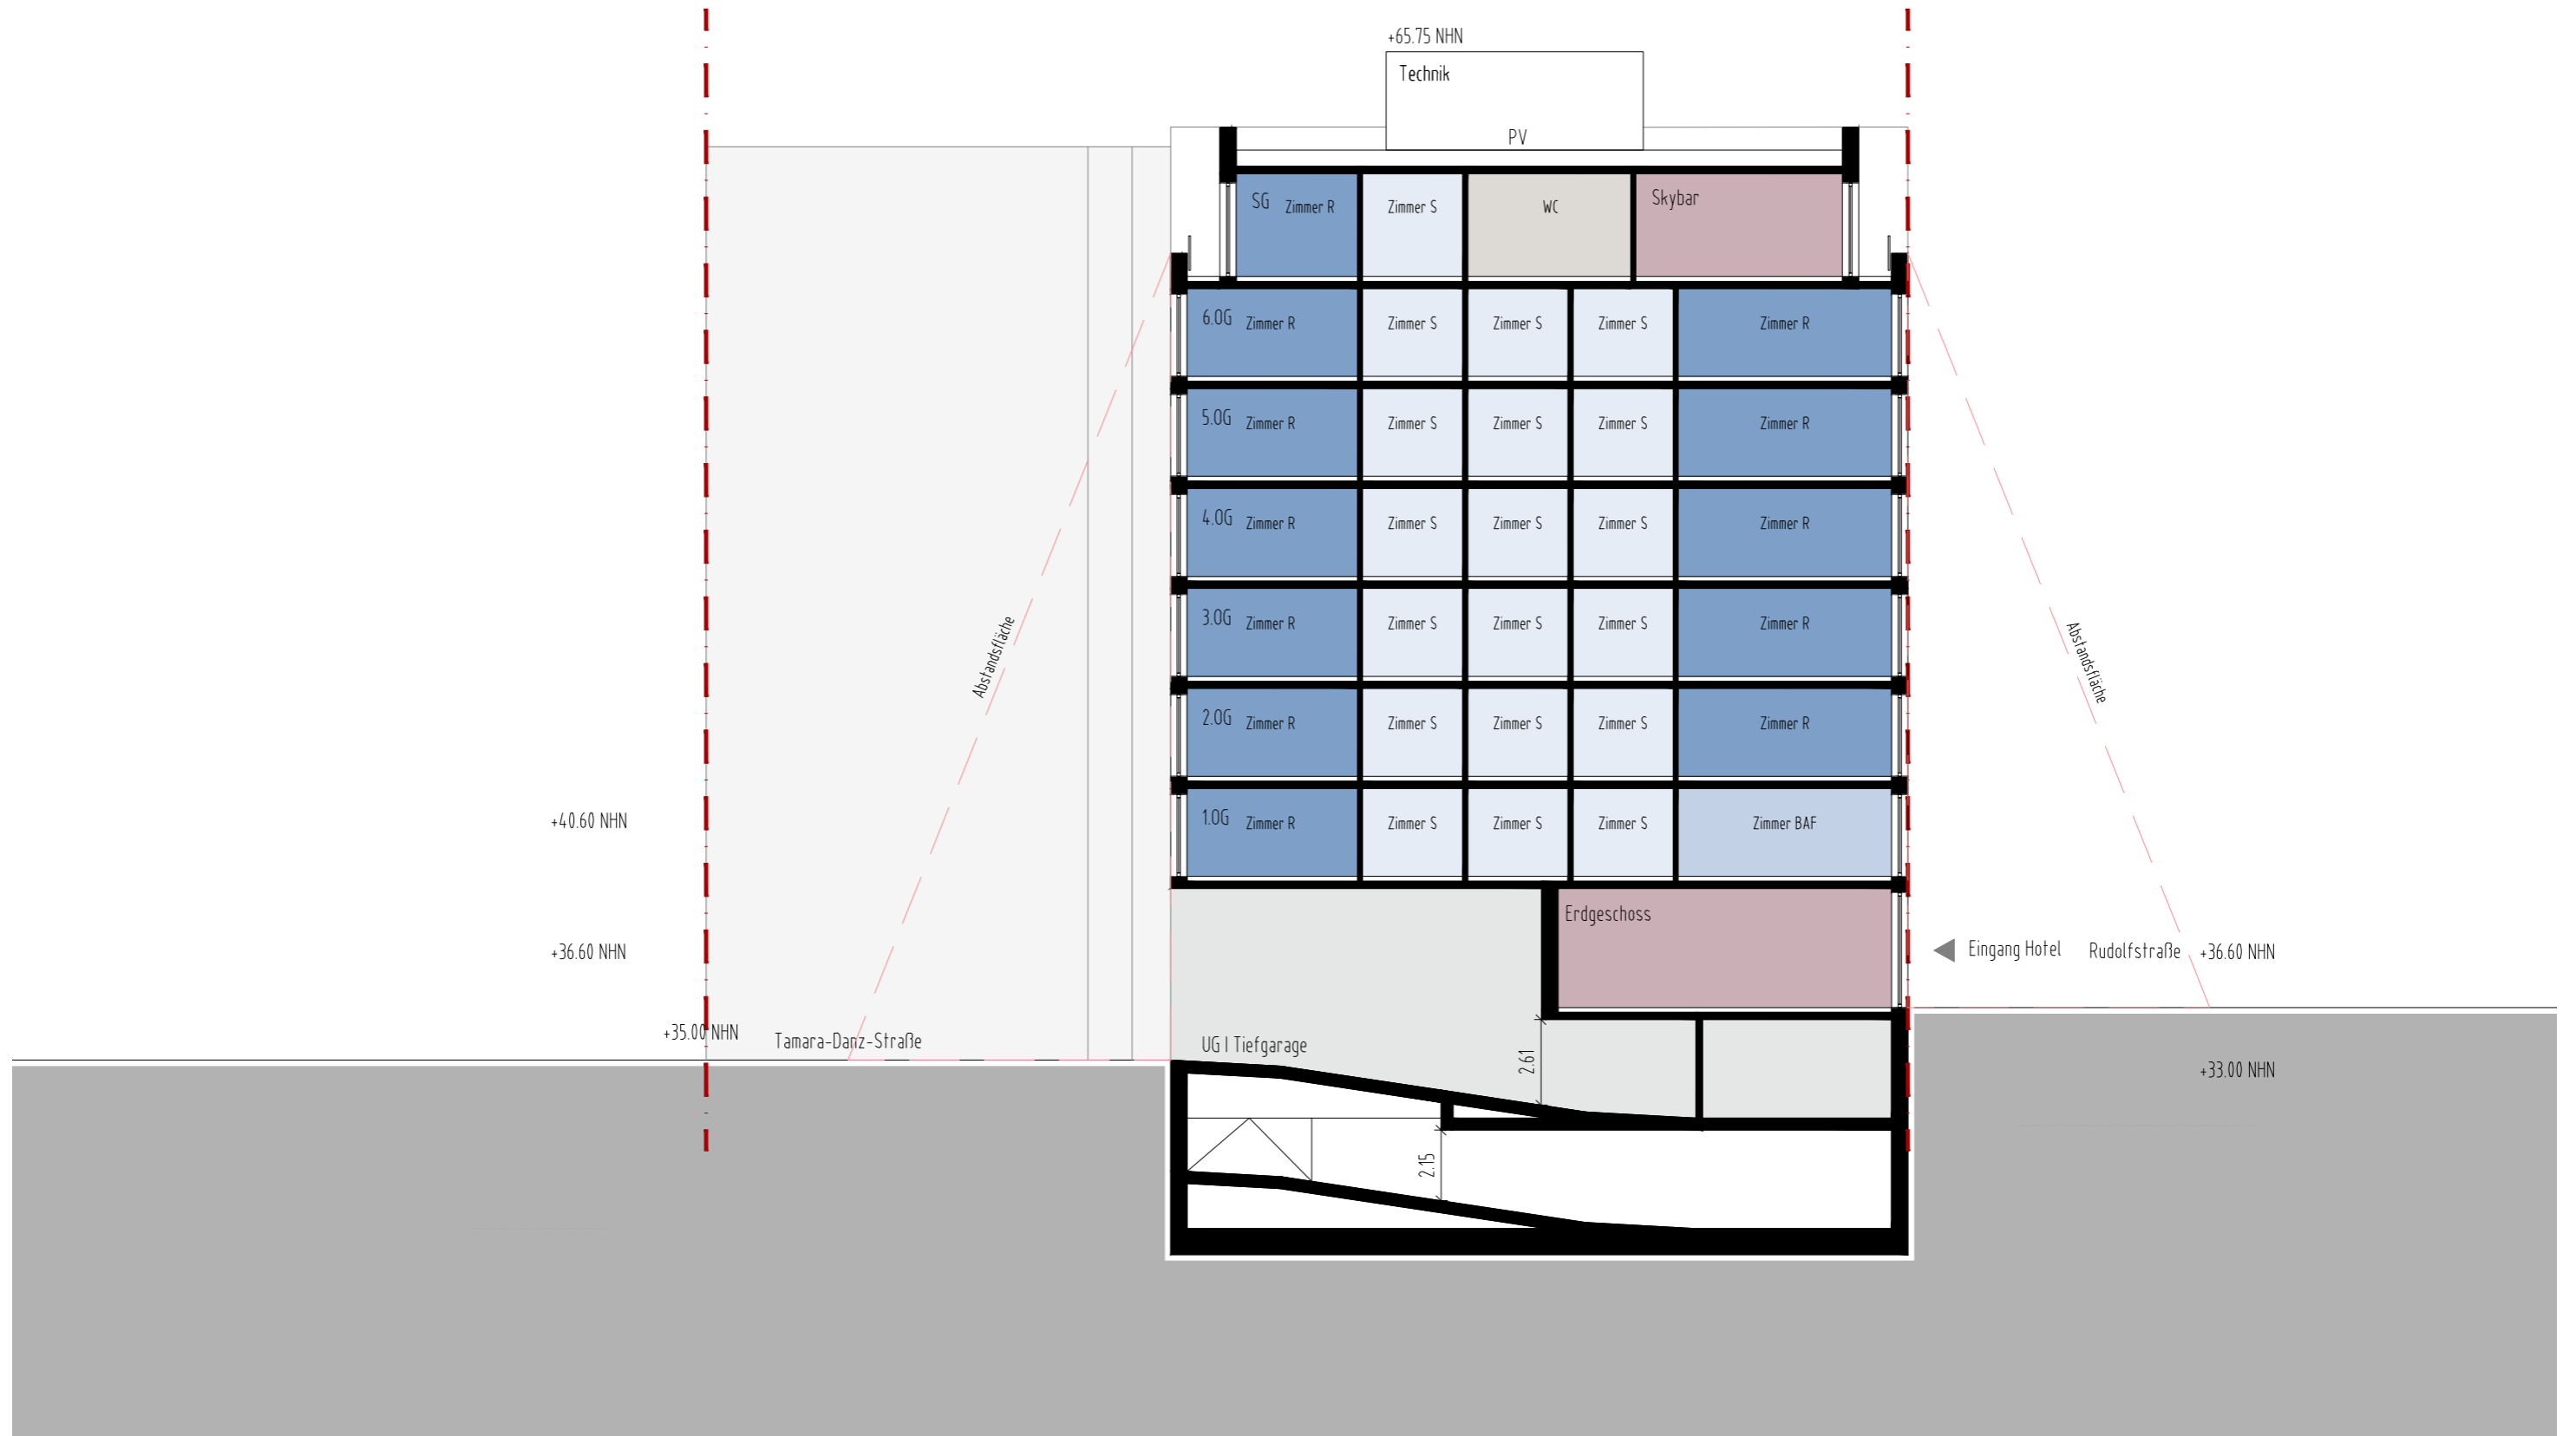 +65.75 NHN
Technik
PV
SG Zimmer R Zimmer S WC Skybar
6.OG Zimmer R Zimmer S Zimmer S Zimmer S Zimmer R
5.OG Zimmer R Zimmer S Zimmer S Zimmer S Zimmer R
4.OG Zimmer R Zimmer S Zimmer S Zimmer S Zimmer R
3.OG Zimmer R Zimmer S Zimmer S Zimmer S Zimmer R
Abstandsfläche
Abstandsfläche
2.OG Zimmer R Zimmer S Zimmer S Zimmer S Zimmer R
+40.60 NHN
1.OG Zimmer R Zimmer S Zimmer S Zimmer S Zimmer BAF
Erdgeschoss
+36.60 NHN
Eingang Hotel Rudolfstraße +36.60 NHN
+35.00 NHN
Tamara-Danz-Straße
UG | Tiefgarage
2.61
+33.00 NHN
2.15